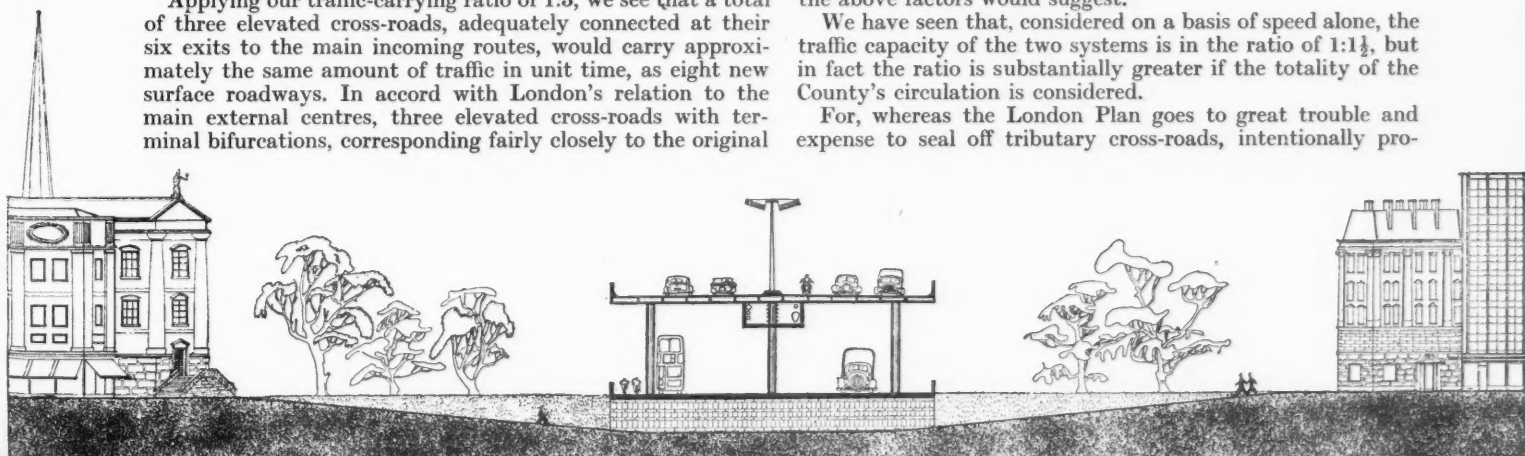 Applying our traffic-carrying ratio of 1:3, we see that a total
of three elevated cross-roads, adequately connected at their
six exits to the main incoming routes, would carry approxi-
mately the same amount of traffic in unit time, as eight new
surface roadways. In accord with London's relation to the
main external centres, three elevated cross-roads with ter-
minal bifurcations, corresponding fairly closely to the original
the above factors would suggest.
We have seen that, considered on a basis of speed alone, the
traffic capacity of the two systems is in the ratio of 1:1½, but
in fact the ratio is substantially greater if the totality of the
County's circulation is considered.
For, whereas the London Plan goes to great trouble and
expense to seal off tributary cross-roads, intentionally pro-